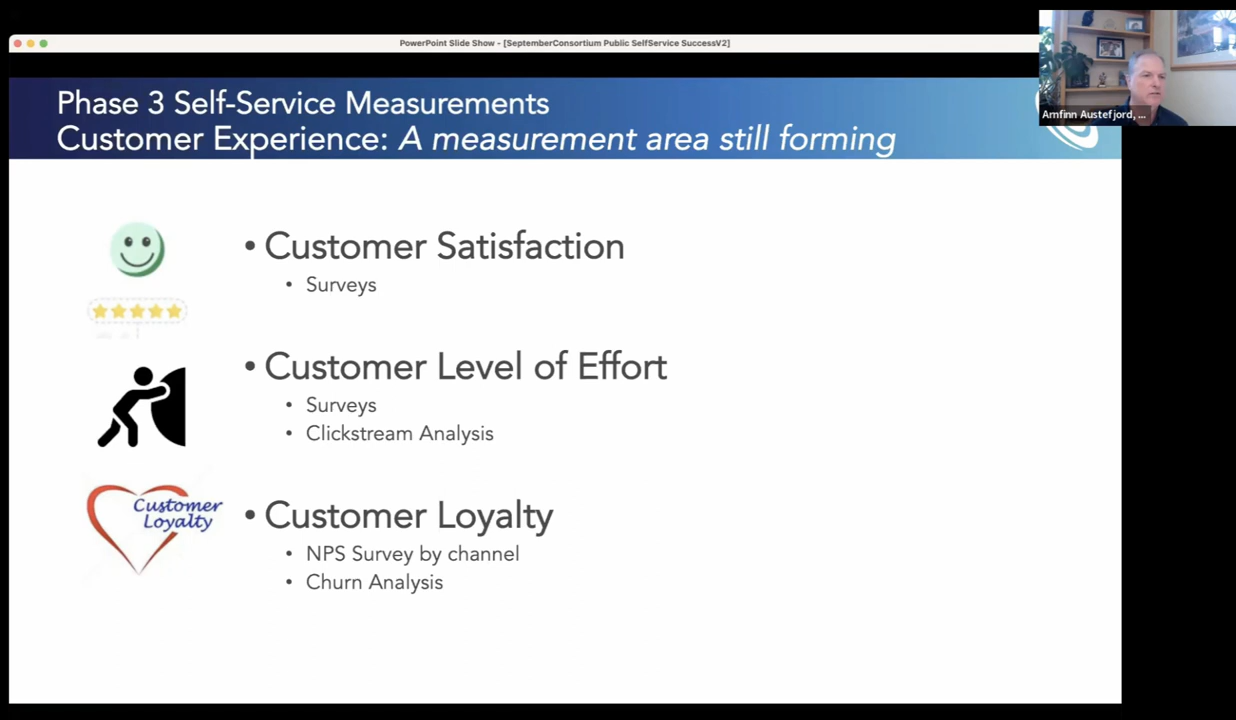 PowerPoint Slide Show - [SeptemberConsortium Public SelfService SuccessV2]
Arnfinn Austefjord, ...
Phase 3 Self-Service Measurements
Customer Experience: A measurement area still forming
• Customer Satisfaction
• Surveys
• Customer Level of Effort
• Surveys
• Clickstream Analysis
Customer
Loyalty
• Customer Loyalty
• NPS Survey by channel
• Churn Analysis